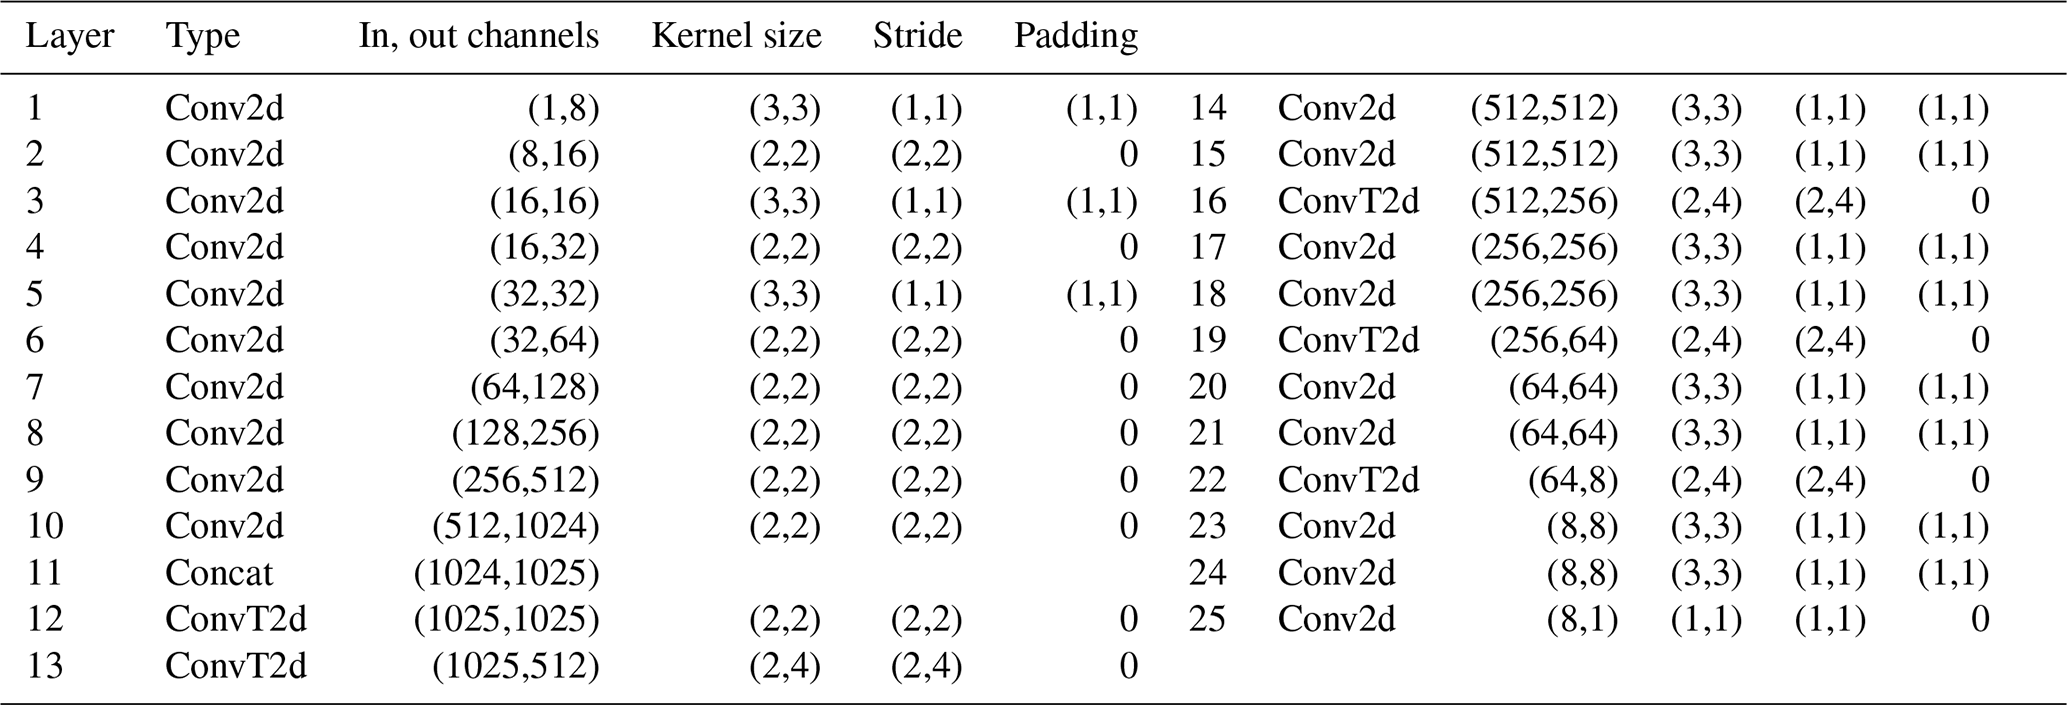 Layer Type In, out channels Kernel size Stride Padding
1 Conv2d (1,8) (3,3) (1,1) (1,1) 14 Conv2d (512,512) (3,3) (1,1) (1,1)
2 Conv2d (8,16) (2,2) (2,2) 0 15 Conv2d (512,512) (3,3) (1,1) (1,1)
3 Conv2d (16,16) (3,3) (1,1) (1,1) 16 ConvT2d (512,256) (2,4) (2,4) 0
4 Conv2d (16,32) (2,2) (2,2) 0 17 Conv2d (256,256) (3,3) (1,1) (1,1)
5 Conv2d (32,32) (3,3) (1,1) (1,1) 18 Conv2d (256,256) (3,3) (1,1) (1,1)
6 Conv2d (32,64) (2,2) (2,2) 0 19 ConvT2d (256,64) (2,4) (2,4) 0
7 Conv2d (64,128) (2,2) (2,2) 0 20 Conv2d (64,64) (3,3) (1,1) (1,1)
8 Conv2d (128,256) (2,2) (2,2) 0 21 Conv2d (64,64) (3,3) (1,1) (1,1)
9 Conv2d (256,512) (2,2) (2,2) 0 22 ConvT2d (64,8) (2,4) (2,4) 0
10 Conv2d (512,1024) (2,2) (2,2) 0 23 Conv2d (8,8) (3,3) (1,1) (1,1)
11 Concat (1024,1025) 24 Conv2d (8,8) (3,3) (1,1) (1,1)
12 ConvT2d (1025,1025) (2,2) (2,2) 0 25 Conv2d (8,1) (1,1) (1,1) 0
13 ConvT2d (1025,512) (2,4) (2,4) 0